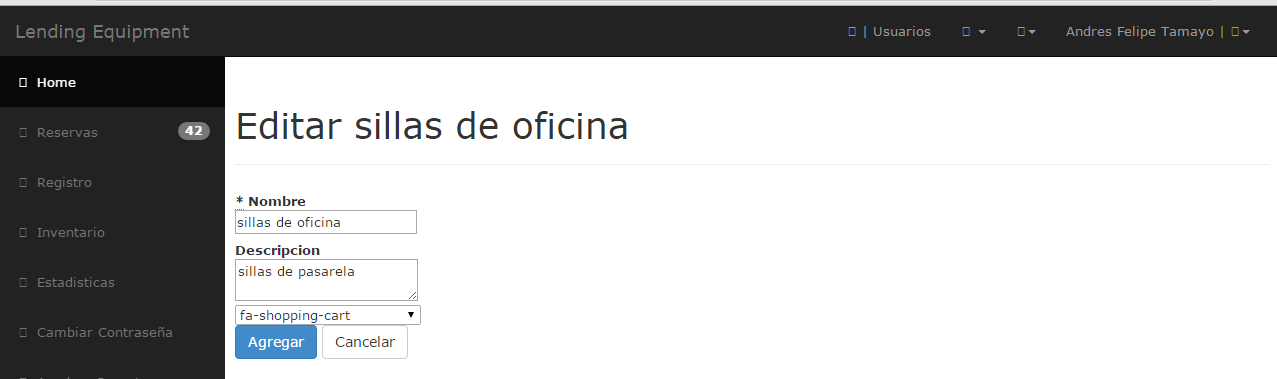 Lending Equipment
| Usuarios
Andres Felipe Tamayo |
Home
Reservas 42
Registro
Inventario
Estadisticas
Cambiar Contraseña
Editar sillas de oficina
* Nombre
sillas de oficina
Descripcion
sillas de pasarela
fa-shopping-cart
Agregar Cancelar